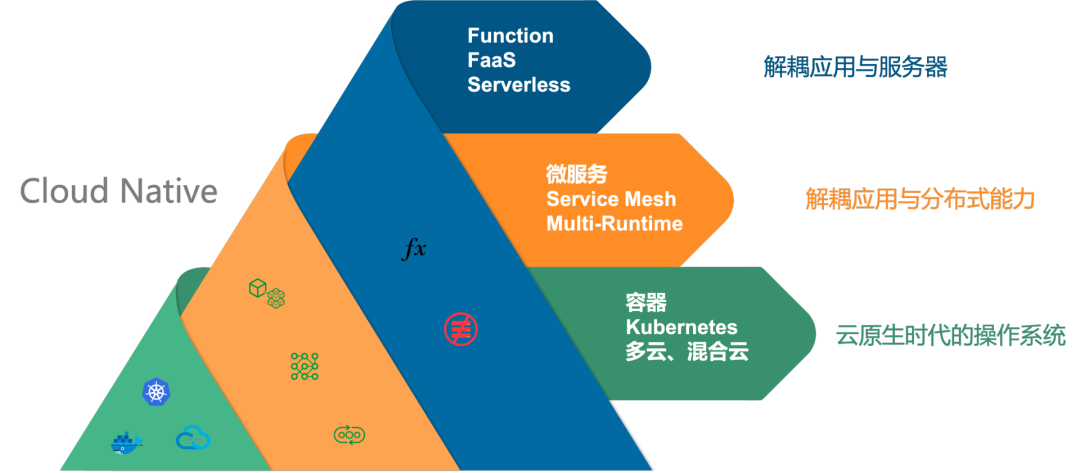 Function
FaaS
Serverless
解耦应用与服务器
Cloud Native
微服务
Service Mesh
Multi-Runtime
解耦应用与分布式能力
fx
容器
Kubernetes
多云、混合云
云原生时代的操作系统